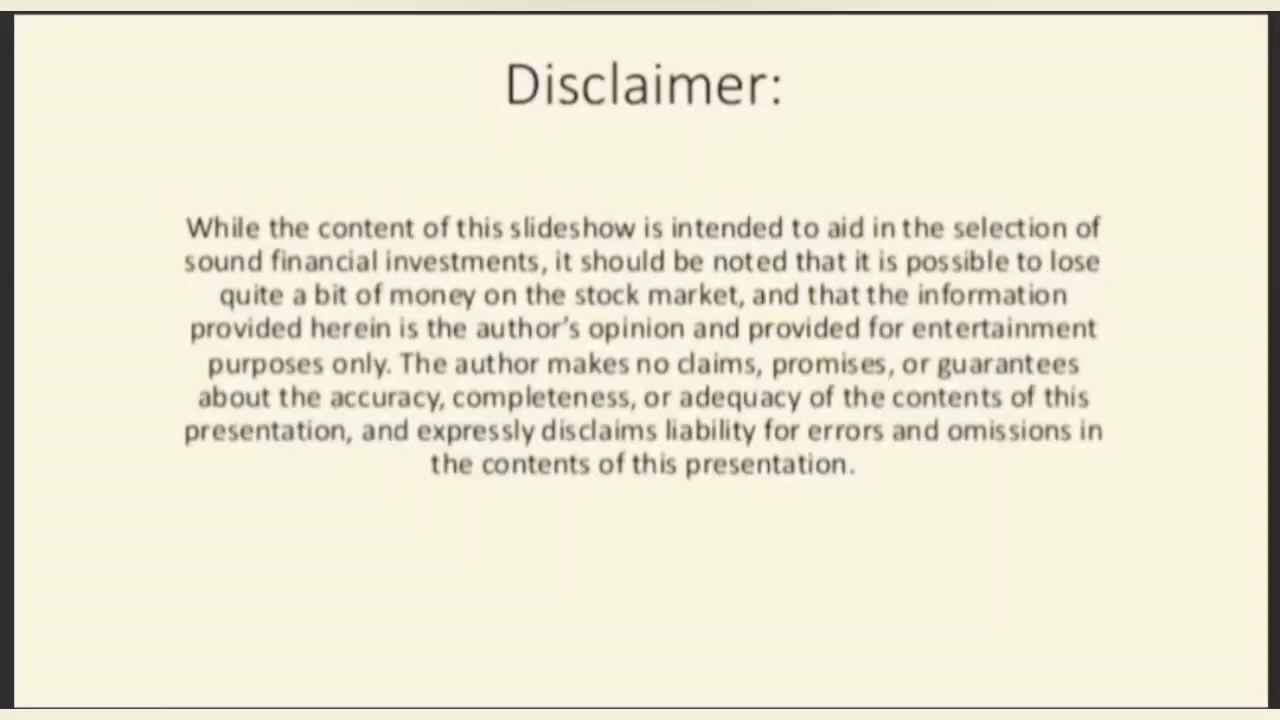 Disclaimer:
While the content of this slideshow is intended to aid in the selection of
sound financial investments, it should be noted that it is possible to lose
quite a bit of money on the stock market, and that the information
provided herein is the author's opinion and provided for entertainment
purposes only. The author makes no claims, promises, or guarantees
about the accuracy, completeness, or adequacy of the contents of this
presentation, and expressly disclaims liability for errors and omissions in
the contents of this presentation.